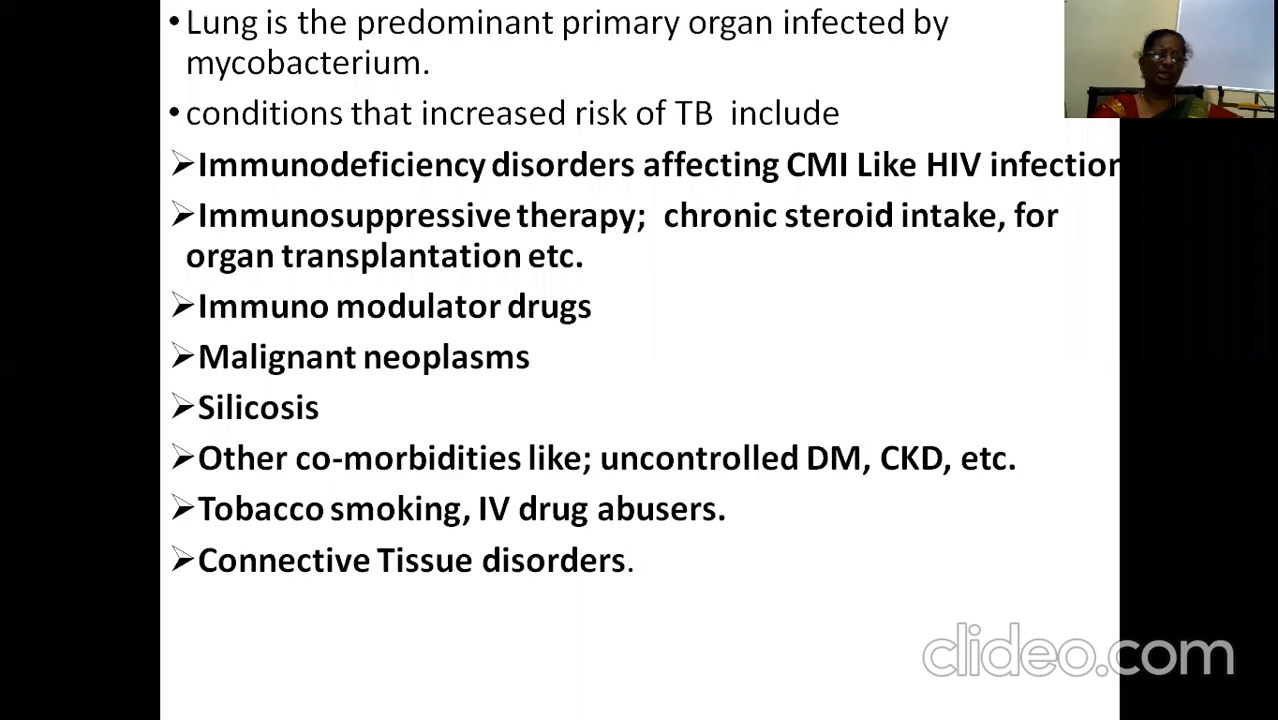 •Lung is the predominant primary organ infected by
mycobacterium.
•conditions that increased risk of TB include
➢Immunodeficiency disorders affecting CMI Like HIV infection
➢Immunosuppressive therapy; chronic steroid intake, for
organ transplantation etc.
➢Immuno modulator drugs
➢Malignant neoplasms
➢Silicosis
➢Other co-morbidities like; uncontrolled DM, CKD, etc.
➢Tobacco smoking, IV drug abusers.
➢Connective Tissue disorders.
clideo.com